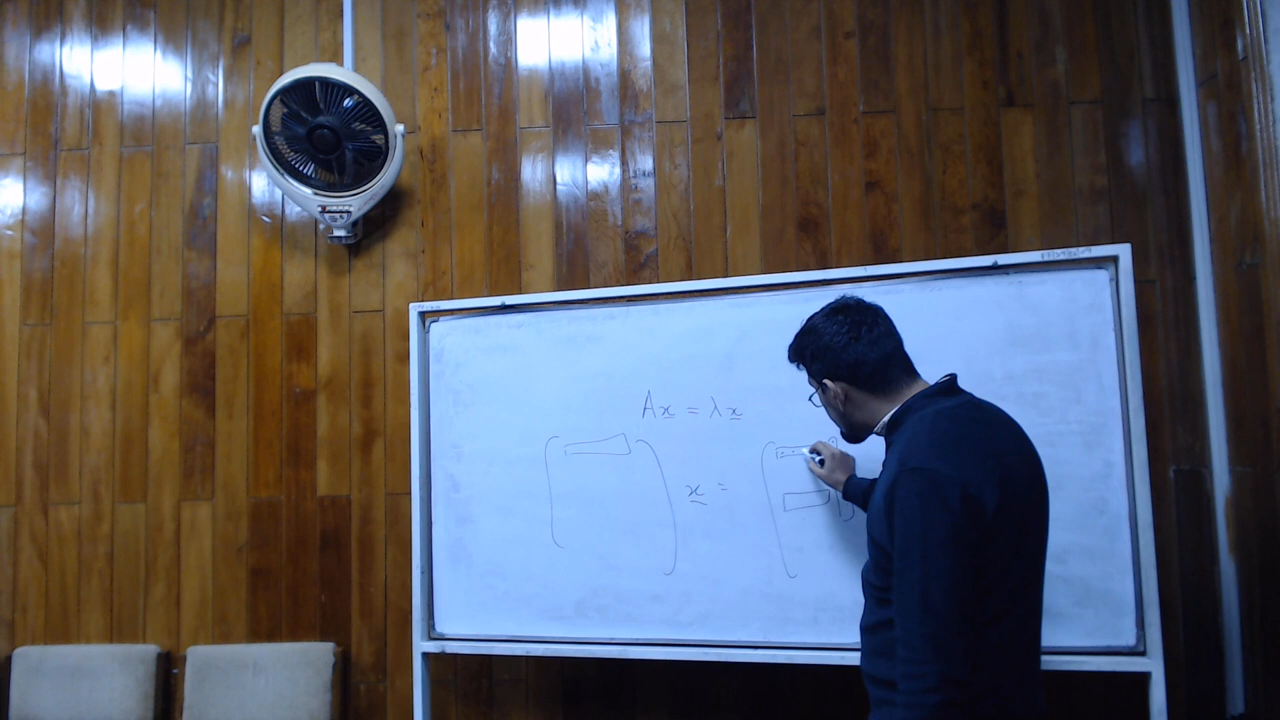 Ax = λx
x =